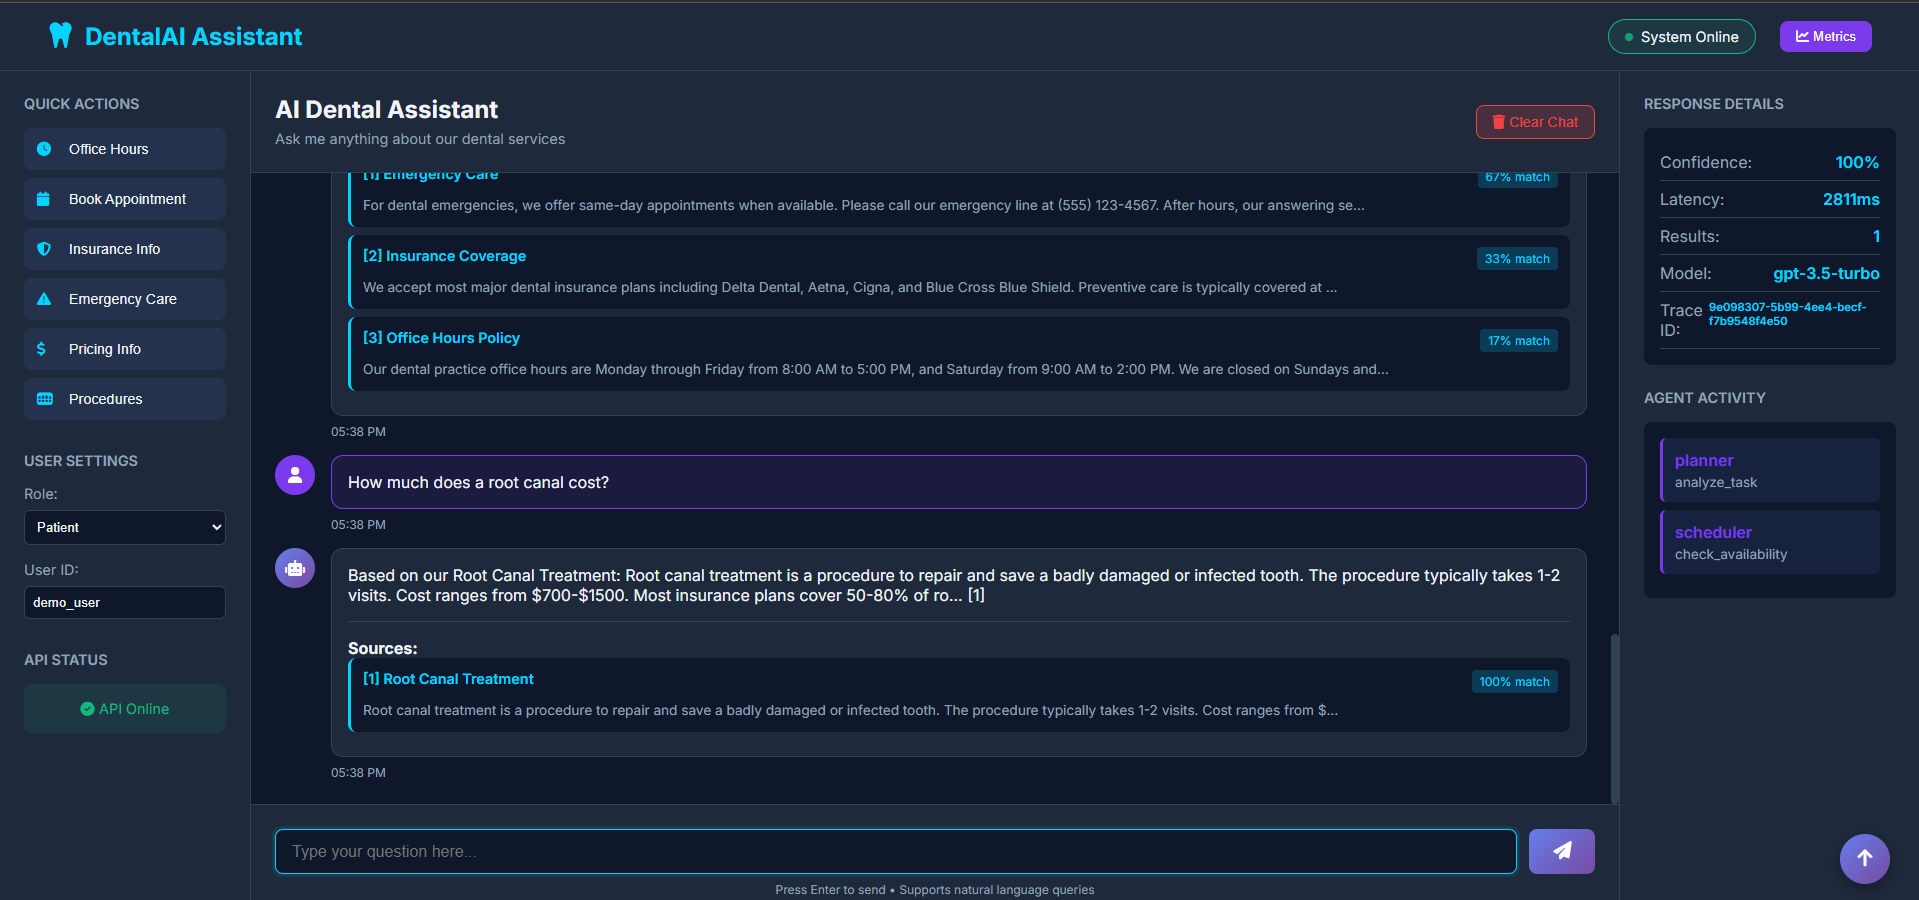 DentalAI Assistant
System Online
Metrics
QUICK ACTIONS
Office Hours
Book Appointment
Insurance Info
Emergency Care
Pricing Info
Procedures
USER SETTINGS
Role:
Patient
User ID:
demo_user
API STATUS
API Online
AI Dental Assistant
Ask me anything about our dental services
Clear Chat
[1] Emergency Care
67% match
For dental emergencies, we offer same-day appointments when available. Please call our emergency line at (555) 123-4567. After hours, our answering se...
[2] Insurance Coverage
33% match
We accept most major dental insurance plans including Delta Dental, Aetna, Cigna, and Blue Cross Blue Shield. Preventive care is typically covered at ...
[3] Office Hours Policy
17% match
Our dental practice office hours are Monday through Friday from 8:00 AM to 5:00 PM, and Saturday from 9:00 AM to 2:00 PM. We are closed on Sundays and...
05:38 PM
How much does a root canal cost?
05:38 PM
Based on our Root Canal Treatment: Root canal treatment is a procedure to repair and save a badly damaged or infected tooth. The procedure typically takes 1-2
visits. Cost ranges from $700-$1500. Most insurance plans cover 50-80% of ro... [1]
Sources:
[1] Root Canal Treatment
100% match
Root canal treatment is a procedure to repair and save a badly damaged or infected tooth. The procedure typically takes 1-2 visits. Cost ranges from $...
05:38 PM
Type your question here...
Press Enter to send • Supports natural language queries
RESPONSE DETAILS
Confidence: 100%
Latency: 2811ms
Results: 1
Model: gpt-3.5-turbo
Trace ID: 9e098307-5b99-4ee4-becf-
f7b9548f4e50
AGENT ACTIVITY
planner
analyze_task
scheduler
check_availability